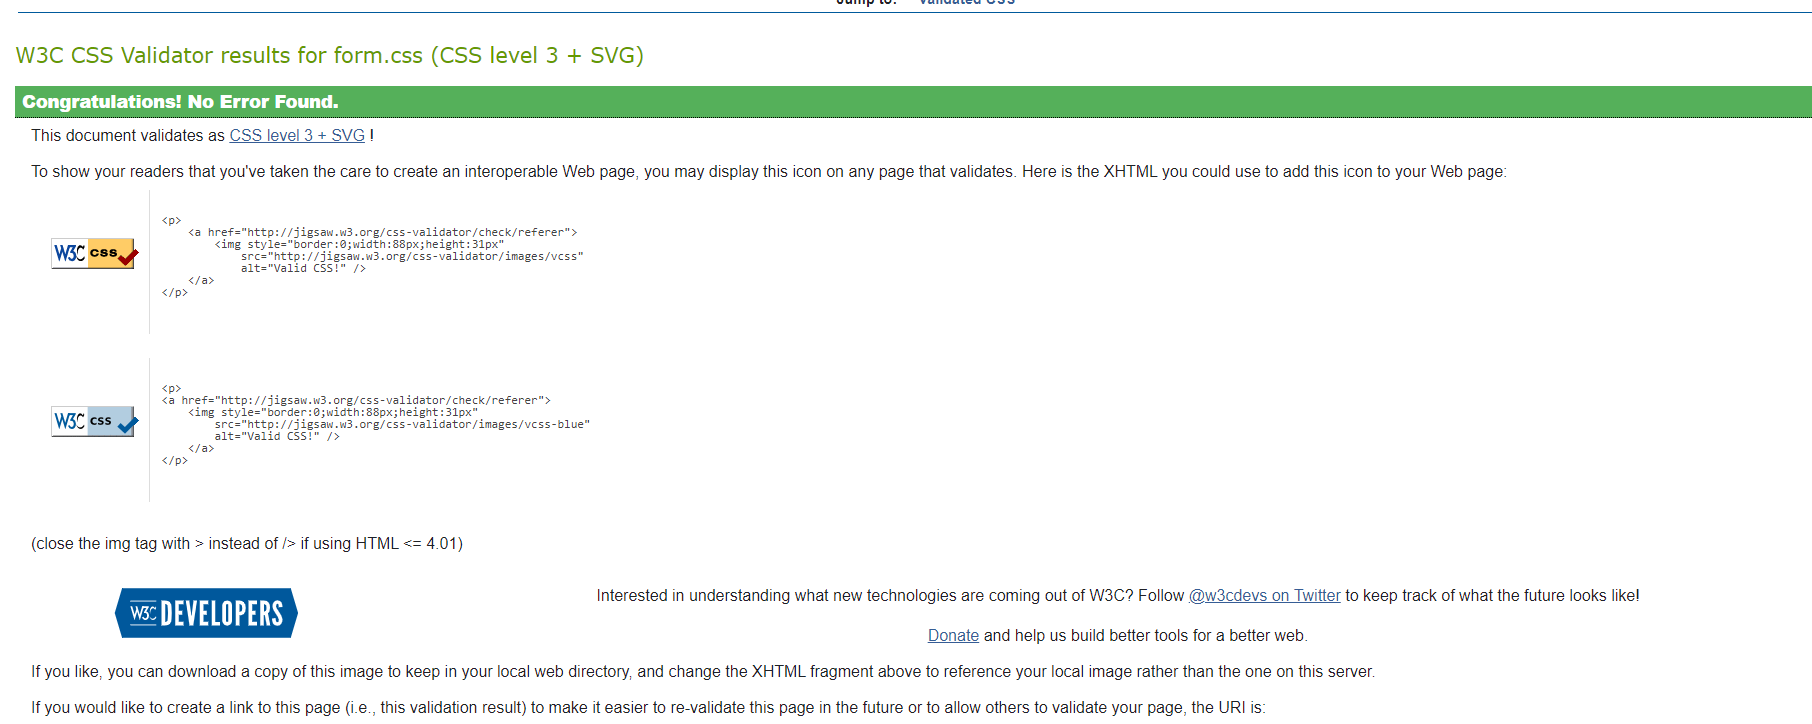 Jump to: Validated CSS
W3C CSS Validator results for form.css (CSS level 3 + SVG)
Congratulations! No Error Found.
This document validates as CSS level 3 + SVG !
To show your readers that you've taken the care to create an interoperable Web page, you may display this icon on any page that validates. Here is the XHTML you could use to add this icon to your Web page:
<p>
<a href="http://jigsaw.w3.org/css-validator/check/referer">
<img style="border:0;width:88px;height:31px"
W3C css
src="http://jigsaw.w3.org/css-validator/images/vcss"
alt="Valid CSS!" />
</a>
</p>
<p>
<a href="http://jigsaw.w3.org/css-validator/check/referer">
<img style="border:0;width:88px;height:31px"
W3C css
src="http://jigsaw.w3.org/css-validator/images/vcss-blue"
alt="Valid CSS!" />
</a>
</p>
(close the img tag with > instead of /> if using HTML <= 4.01)
W3C DEVELOPERS
Interested in understanding what new technologies are coming out of W3C? Follow @w3cdevs on Twitter to keep track of what the future looks like!
Donate and help us build better tools for a better web.
If you like, you can download a copy of this image to keep in your local web directory, and change the XHTML fragment above to reference your local image rather than the one on this server.
If you would like to create a link to this page (i.e., this validation result) to make it easier to re-validate this page in the future or to allow others to validate your page, the URI is: